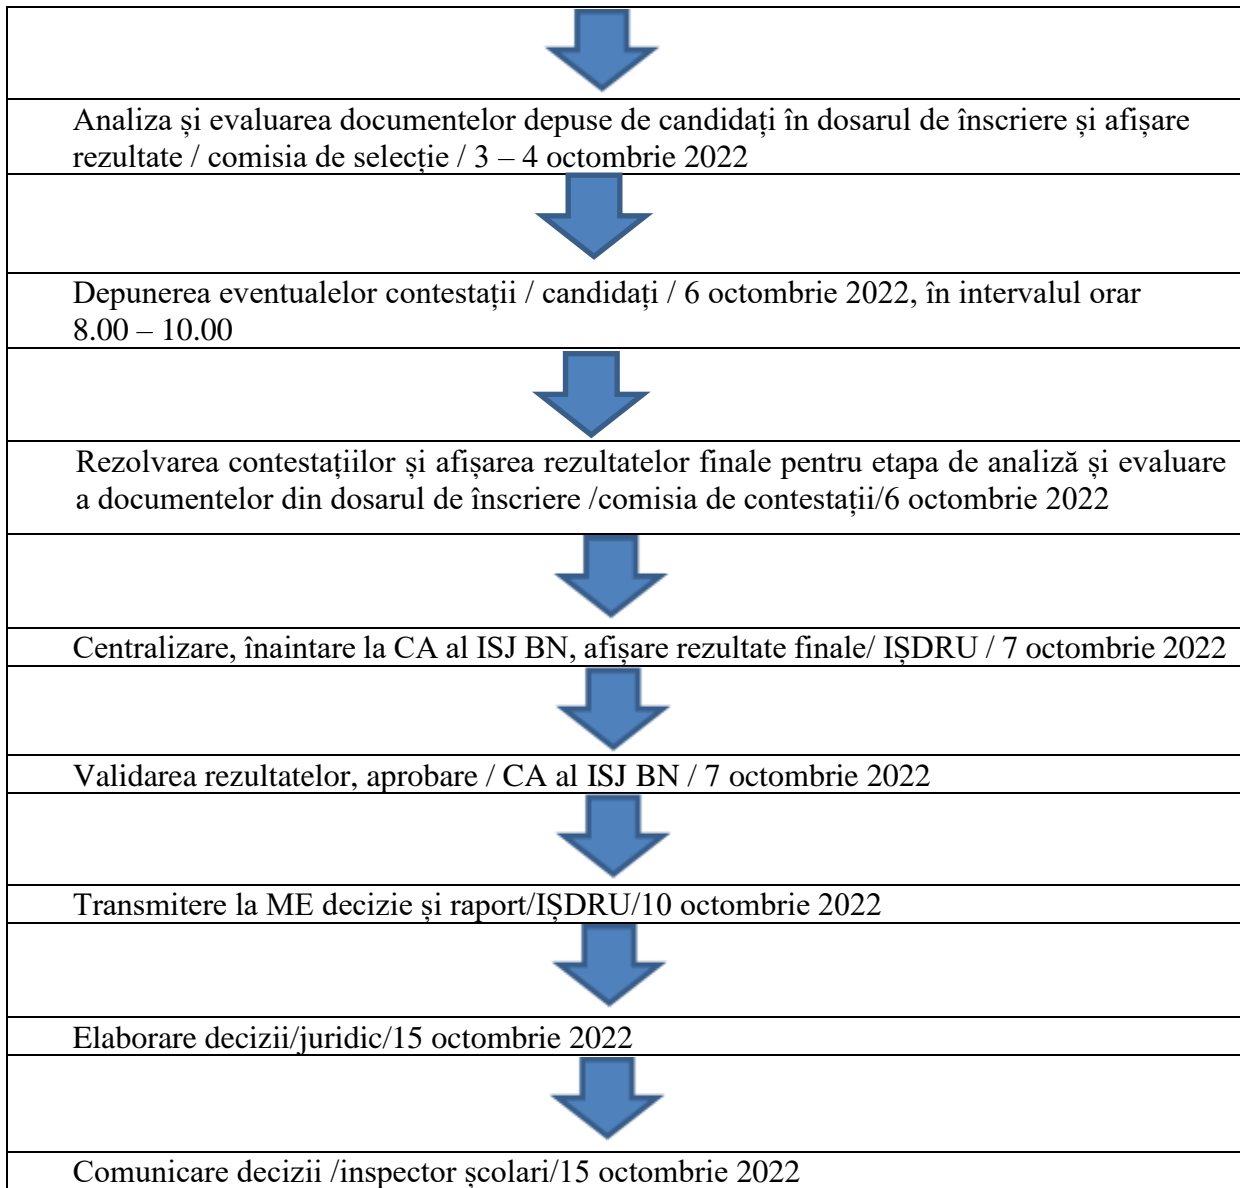 Analiza și evaluarea documentelor depuse de candidați în dosarul de înscriere și afișare
rezultate / comisia de selecție / 3 – 4 octombrie 2022
Depunerea eventualelor contestații / candidați / 6 octombrie 2022, în intervalul orar
8.00 – 10.00
Rezolvarea contestațiilor și afișarea rezultatelor finale pentru etapa de analiză și evaluare
a documentelor din dosarul de înscriere /comisia de contestații/6 octombrie 2022
Centralizare, înaintare la CA al ISJ BN, afișare rezultate finale/ IȘDRU / 7 octombrie 2022
Validarea rezultatelor, aprobare / CA al ISJ BN / 7 octombrie 2022
Transmitere la ME decizie și raport/IȘDRU/10 octombrie 2022
Elaborare decizii/juridic/15 octombrie 2022
Comunicare decizii /inspector școlari/15 octombrie 2022